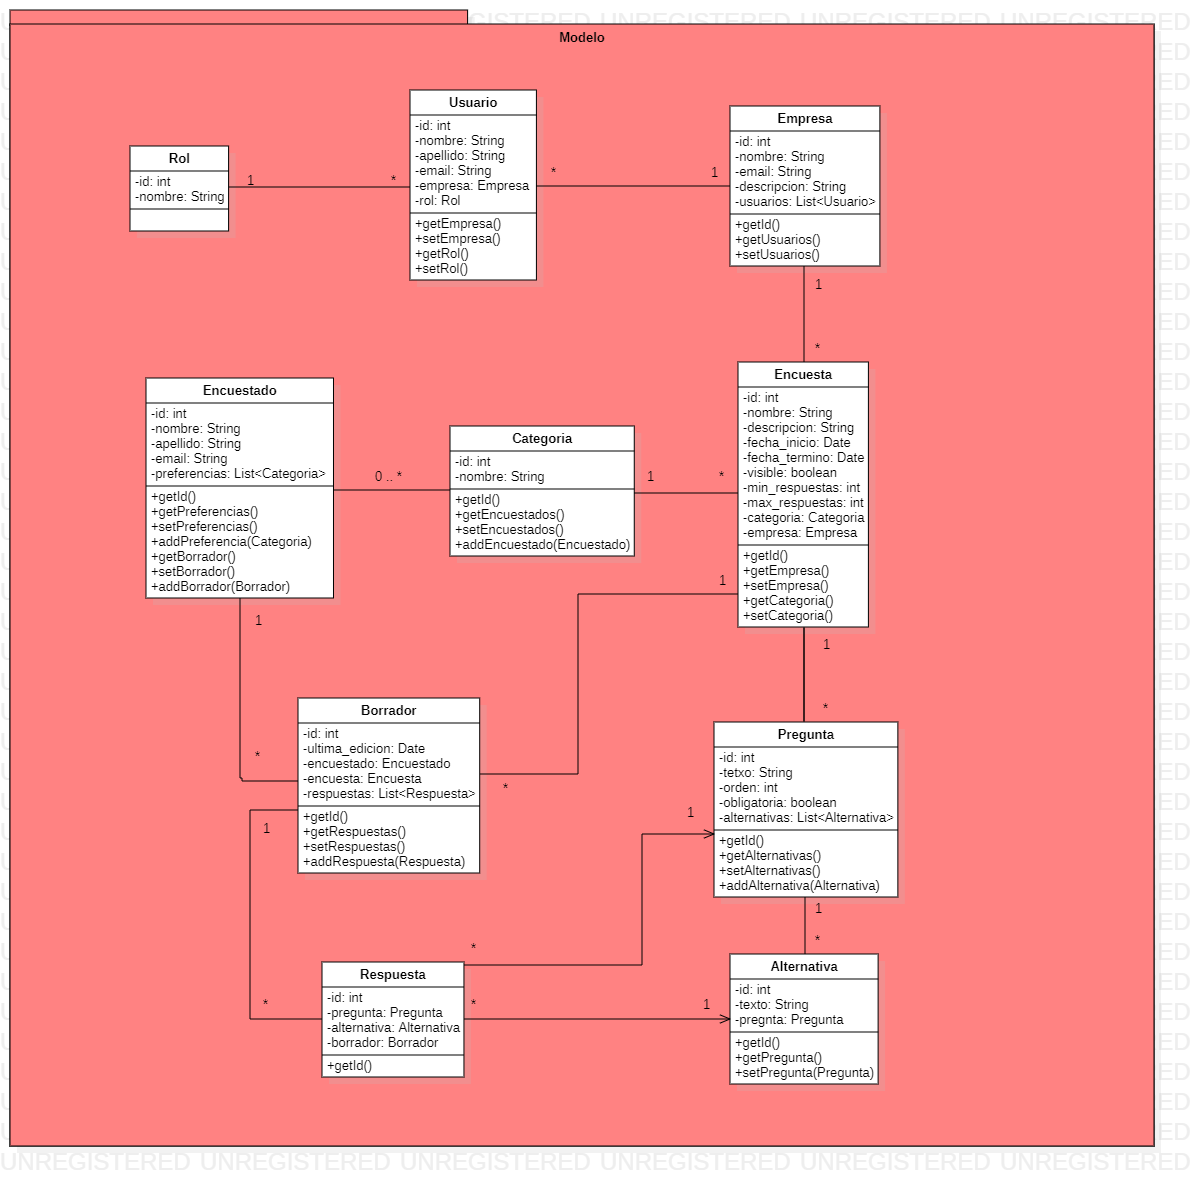 Modelo
Usuario
-id: int
-nombre: String
-apellido: String
-email: String
-empresa: Empresa
-rol: Rol
+getEmpresa()
+setEmpresa()
+getRol()
+setRol()
Empresa
-id: int
-nombre: String
-email: String
-descripcion: String
-usuarios: List<Usuario>
+getId()
+getUsuarios()
+setUsuarios()
Rol
-id: int
-nombre: String
1
*
*
1
1
*
Encuestado
-id: int
-nombre: String
-apellido: String
-email: String
-preferencias: List<Categoria>
+getId()
+getPreferencias()
+setPreferencias()
+addPreferencia(Categoria)
+getBorrador()
+setBorrador()
+addBorrador(Borrador)
0 .. *
Categoria
-id: int
-nombre: String
+getId()
+getEncuestados()
+setEncuestados()
+addEncuestado(Encuestado)
1
*
Encuesta
-id: int
-nombre: String
-descripcion: String
-fecha_inicio: Date
-fecha_termino: Date
-visible: boolean
-min_respuestas: int
-max_respuestas: int
-categoria: Categoria
-empresa: Empresa
+getId()
+getEmpresa()
+setEmpresa()
+getCategoria()
+setCategoria()
1
1
1
*
*
*
Borrador
-id: int
-ultima_edicion: Date
-encuestado: Encuestado
-encuesta: Encuesta
-respuestas: List<Respuesta>
+getId()
+getRespuestas()
+setRespuestas()
+addRespuesta(Respuesta)
Pregunta
-id: int
-tetxo: String
-orden: int
-obligatoria: boolean
-alternativas: List<Alternativa>
+getId()
+getAlternativas()
+setAlternativas()
+addAlternativa(Alternativa)
1
1
1
*
*
*
*
1
Respuesta
-id: int
-pregunta: Pregunta
-alternativa: Alternativa
-borrador: Borrador
+getId()
Alternativa
-id: int
-texto: String
-pregnta: Pregunta
+getId()
+getPregunta()
+setPregunta(Pregunta)
UNREGISTERED UNREGISTERED UNREGISTERED UNREGISTERED UNREGISTERED UNREGISTERED